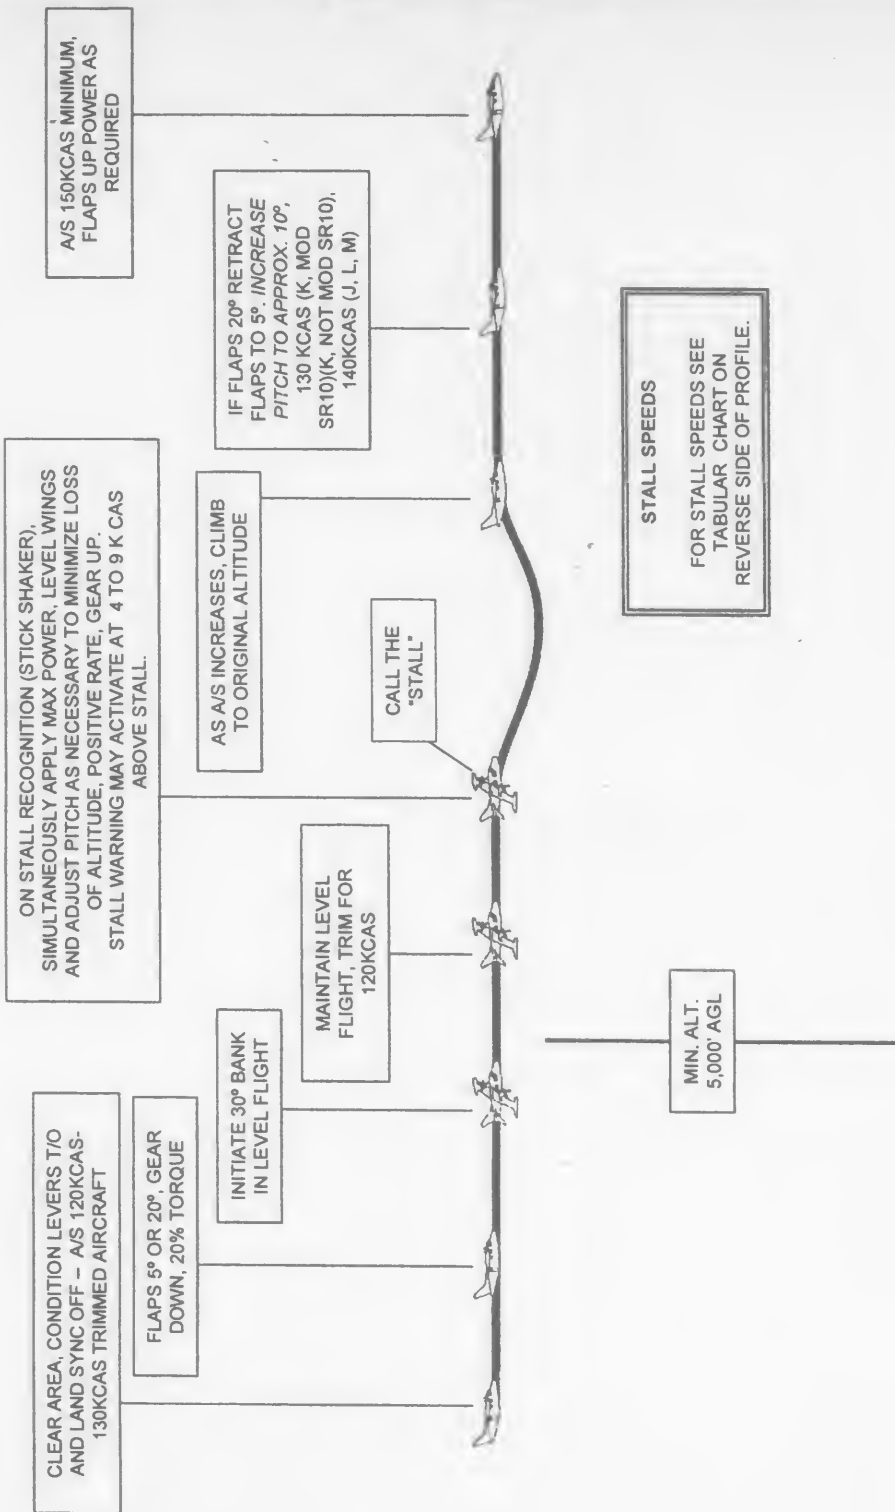 CLEAR AREA, CONDITION LEVERS T/O
AND LAND SYNC OFF – A/S 120KCAS-
130KCAS TRIMMED AIRCRAFT
FLAPS 5º OR 20º, GEAR
DOWN, 20% TORQUE
INITIATE 30º BANK
IN LEVEL FLIGHT
MAINTAIN LEVEL
FLIGHT, TRIM FOR
120KCAS
ON STALL RECOGNITION (STICK SHAKER),
SIMULTANEOUSLY APPLY MAX POWER, LEVEL WINGS
AND ADJUST PITCH AS NECESSARY TO MINIMIZE LOSS
OF ALTITUDE, POSITIVE RATE, GEAR UP.
STALL WARNING MAY ACTIVATE AT 4 TO 9 K CAS
ABOVE STALL.
CALL THE
"STALL"
AS A/S INCREASES, CLIMB
TO ORIGINAL ALTITUDE
IF FLAPS 20º RETRACT
FLAPS TO 5º. INCREASE
PITCH TO APPROX. 10º,
130 KCAS (K, MOD
SR10)(K, NOT MOD SR10),
140KCAS (J, L, M)
A/S 150KCAS MINIMUM,
FLAPS UP POWER AS
REQUIRED
MIN. ALT.
5,000' AGL
STALL SPEEDS
FOR STALL SPEEDS SEE
TABULAR CHART ON
REVERSE SIDE OF PROFILE.